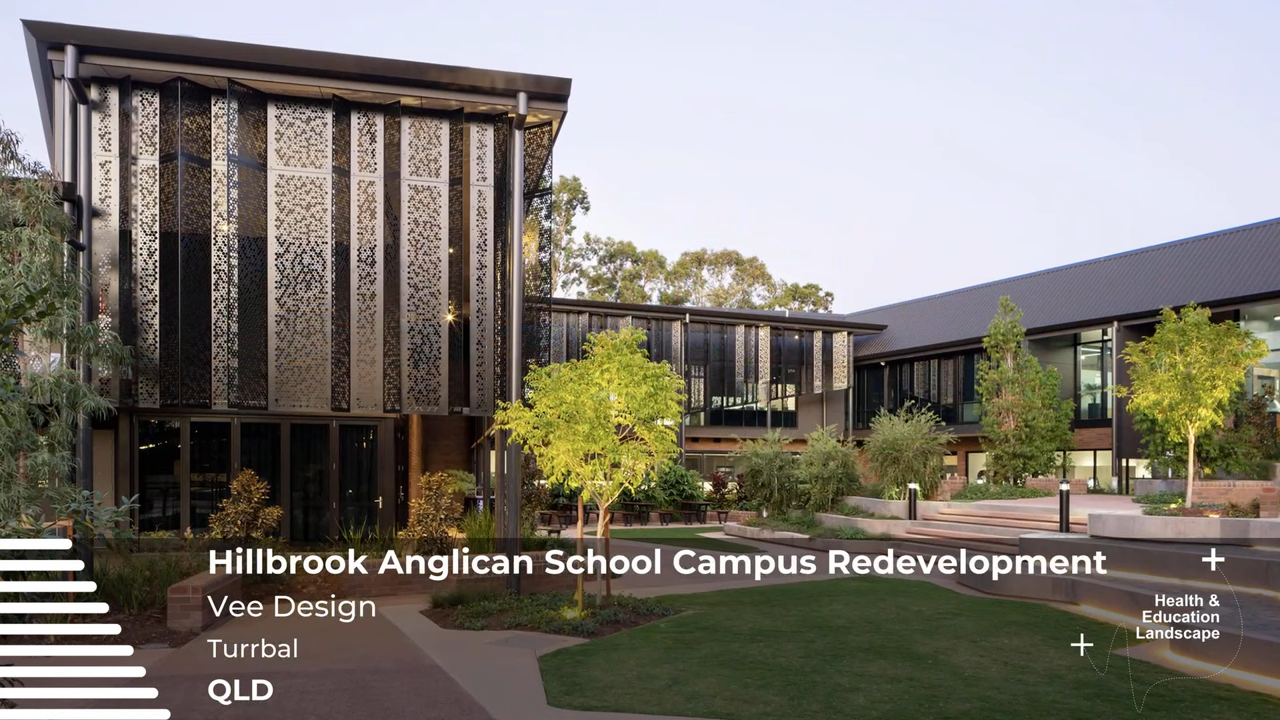 Hillbrook Anglican School Campus Redevelopment
Vee Design
Turrbal
QLD
Health &
Education
Landscape